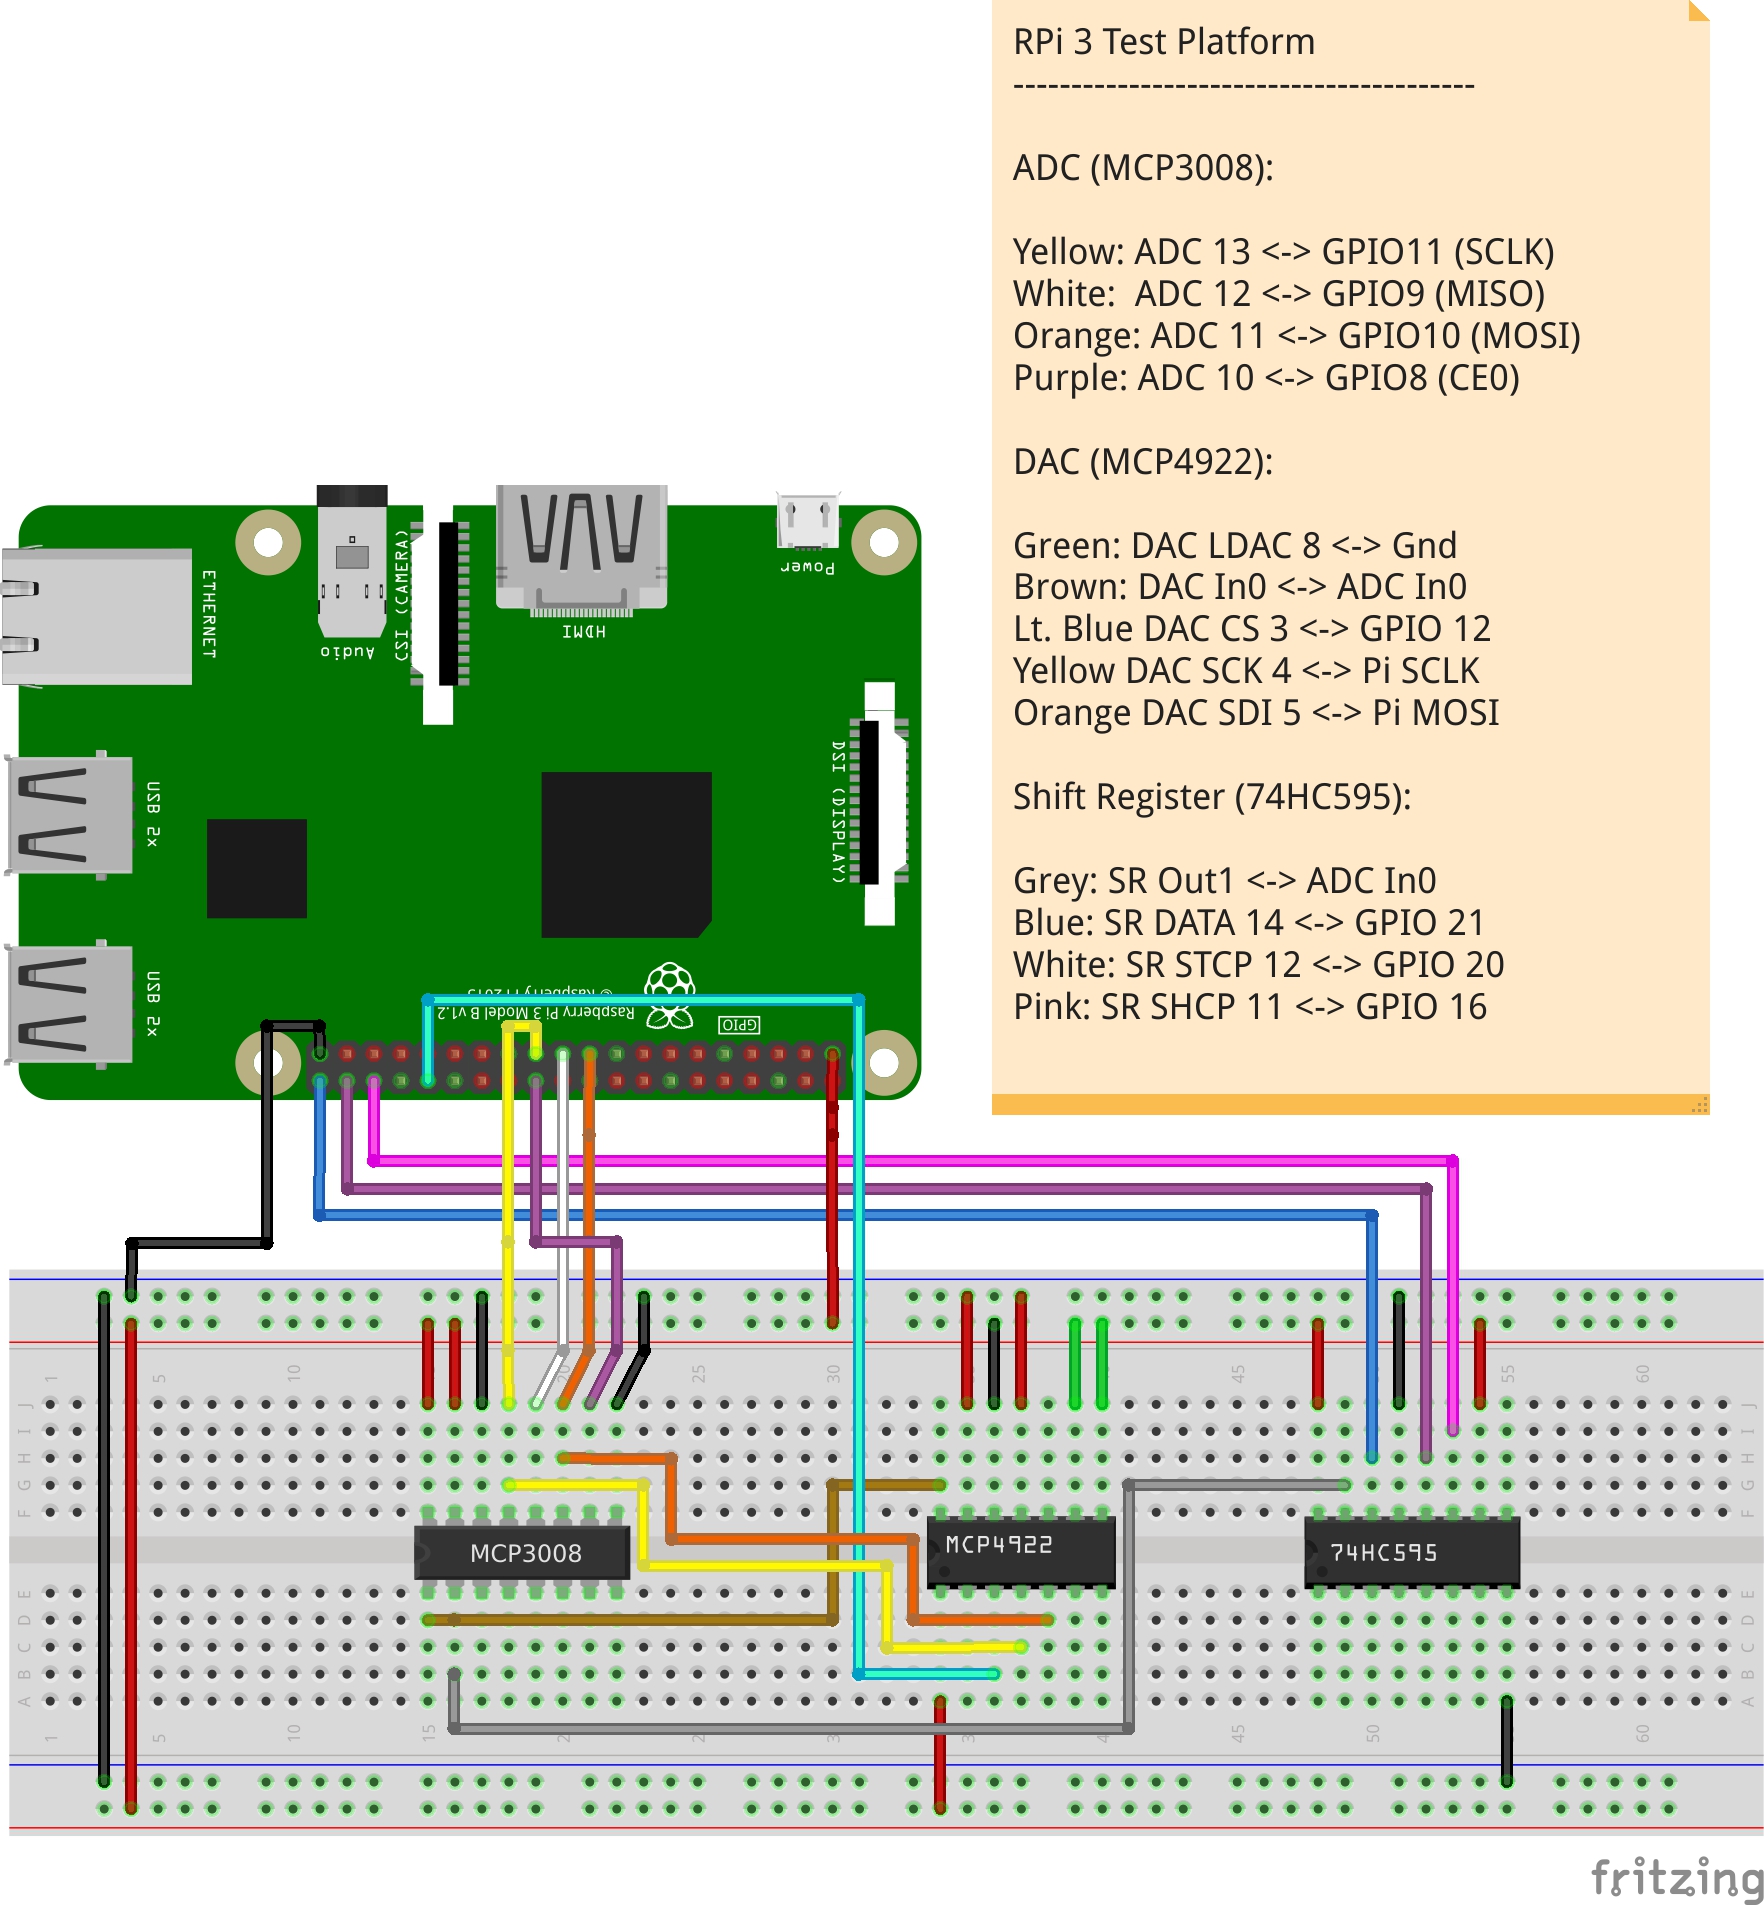 RPi 3 Test Platform
----------------------------------------
ADC (MCP3008):
Yellow: ADC 13 <-> GPIO11 (SCLK)
White:  ADC 12 <-> GPIO9 (MISO)
Orange: ADC 11 <-> GPIO10 (MOSI)
Purple: ADC 10 <-> GPIO8 (CE0)
DAC (MCP4922):
Green: DAC LDAC 8 <-> Gnd
Brown: DAC In0 <-> ADC In0
Lt. Blue DAC CS 3 <-> GPIO 12
Yellow DAC SCK 4 <-> Pi SCLK
Orange DAC SDI 5 <-> Pi MOSI
Shift Register (74HC595):
Grey: SR Out1 <-> ADC In0
Blue: SR DATA 14 <-> GPIO 21
White: SR STCP 12 <-> GPIO 20
Pink: SR SHCP 11 <-> GPIO 16
ETHERNET
Audio
CSI (CAMERA)
HDMI
Power
DSI (DISPLAY)
USB 2x
USB 2x
© Raspberry Pi 2015
Raspberry Pi 3 Model B v1.2
GPIO
1 5 10 25 30 45 55 60
J J
I I
H H
G G
F F
MCP3008
MCP4922
74HC595
E E
D D
C C
B B
A A
1 5 10 15 45 50 60
fritzing